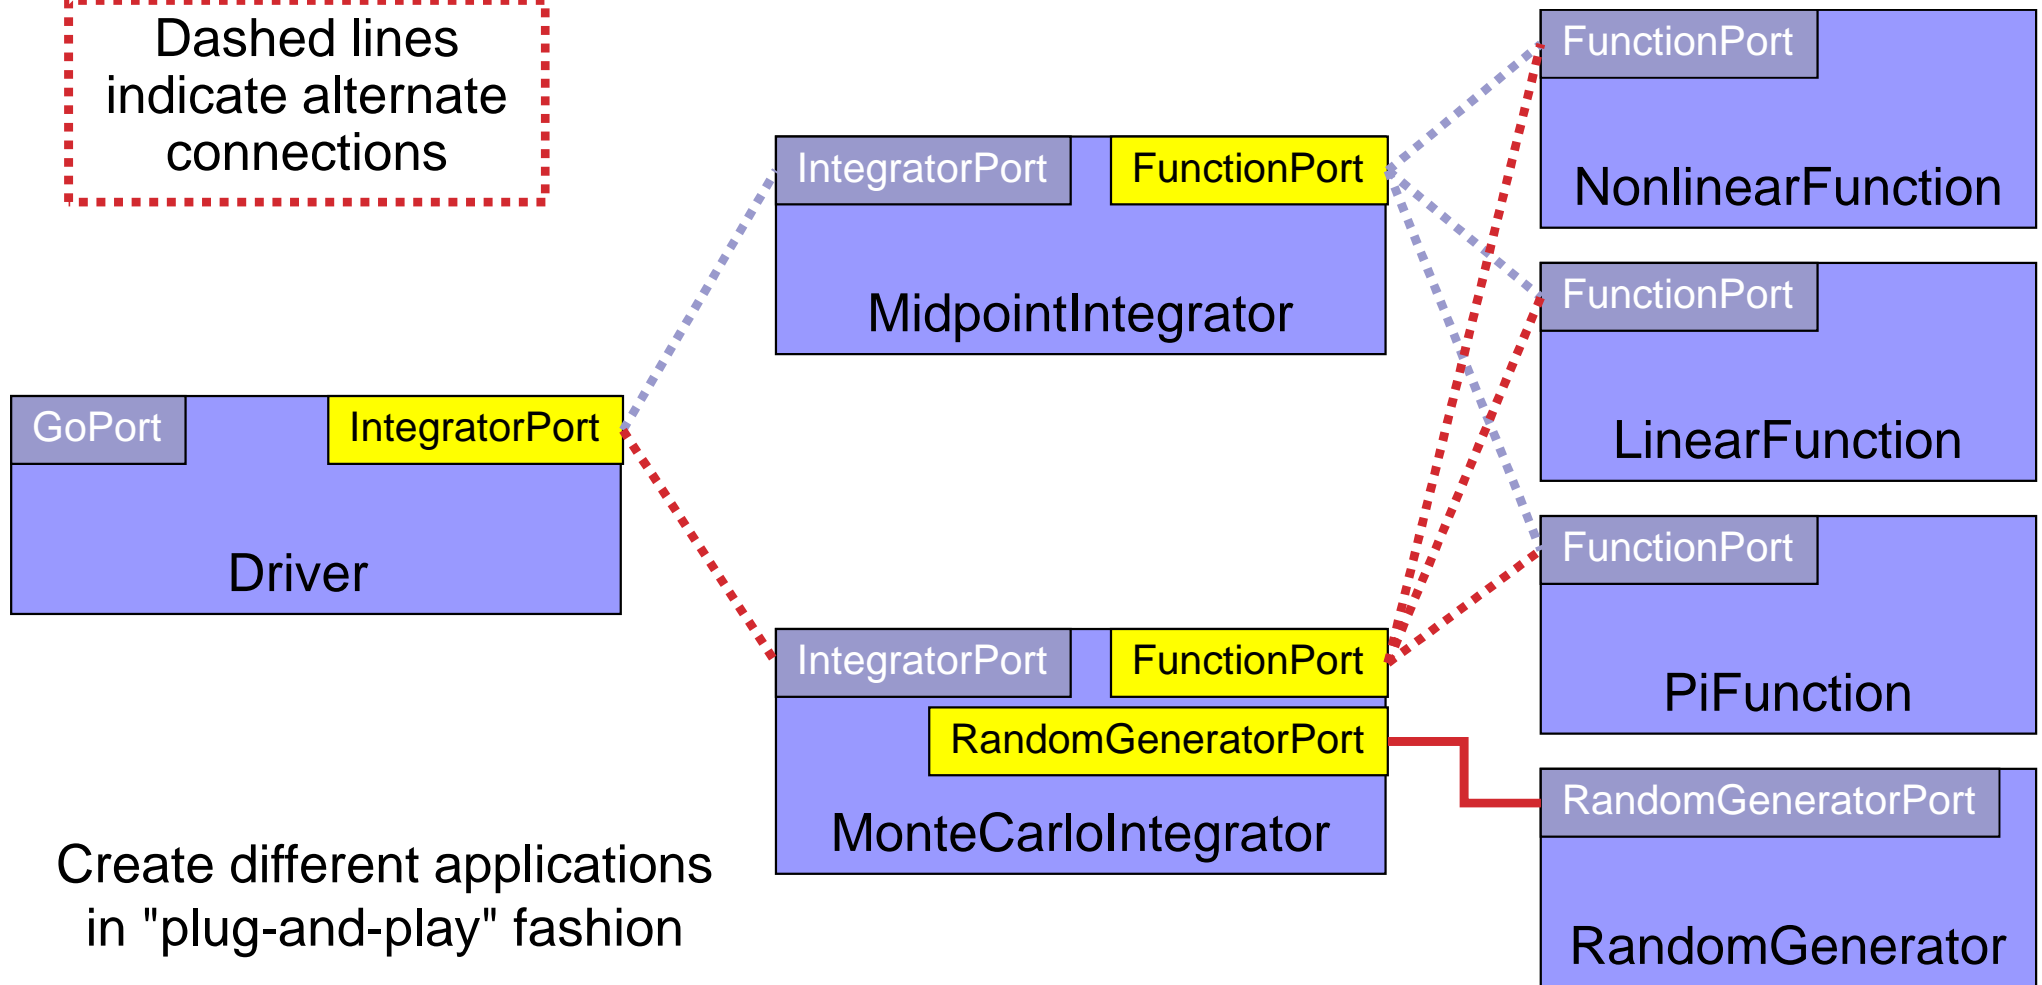 Dashed lines
indicate alternate
connections
GoPort
IntegratorPort
Driver
IntegratorPort
FunctionPort
MidpointIntegrator
IntegratorPort
FunctionPort
RandomGeneratorPort
MonteCarloIntegrator
FunctionPort
NonlinearFunction
FunctionPort
LinearFunction
FunctionPort
PiFunction
RandomGeneratorPort
RandomGenerator
Create different applications
in "plug-and-play" fashion